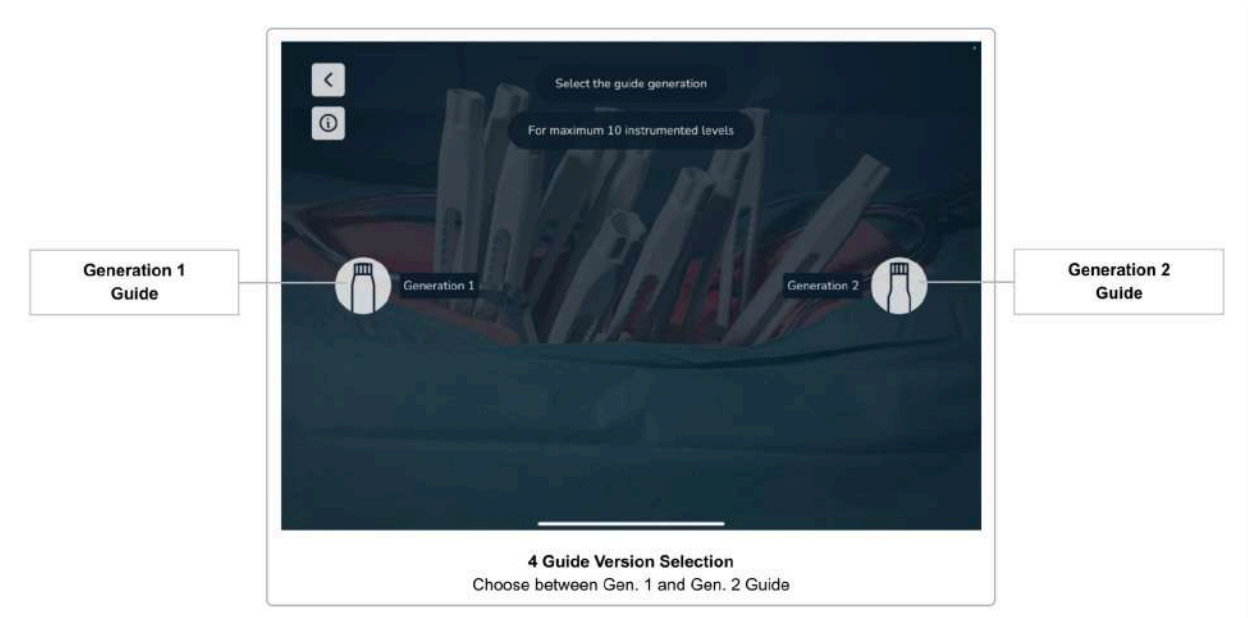 Select the guide generation
For maximum 10 instrumented levels
Generation 1
Guide
Generation 1
Generation 2
Generation 2
Guide
4 Guide Version Selection
Choose between Gen. 1 and Gen. 2 Guide